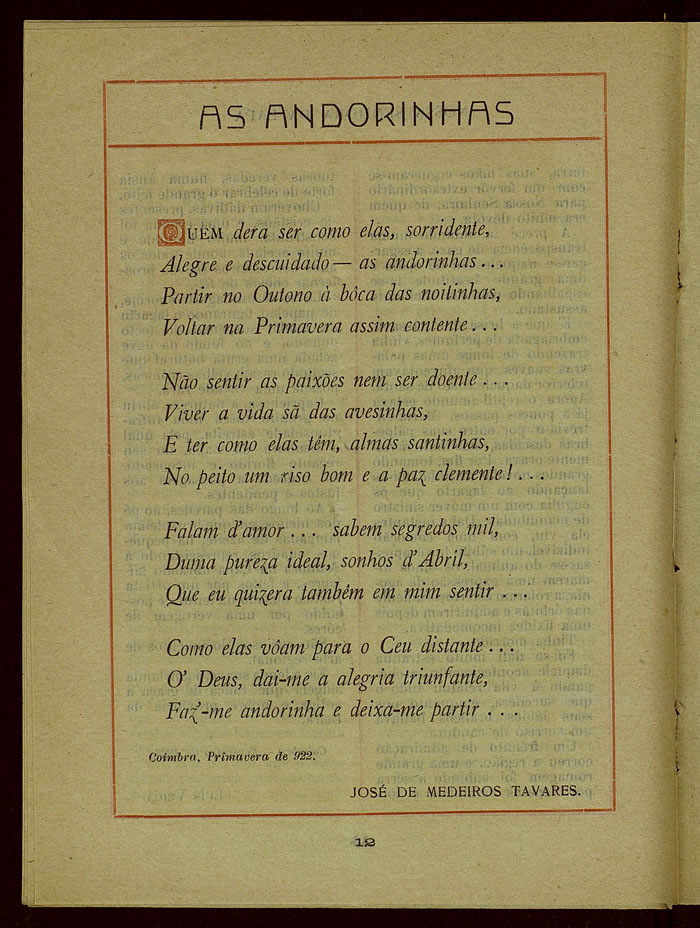 AS ANDORINHAS
QUEM dera ser como elas, sorridente,
Alegre e descuidado — as andorinhas . . .
Partir no Outono à bôca das noitinhas,
Voltar na Primavera assim contente . . .
Não sentir as paixões nem ser doente . . .
Viver a vida sã das avesinhas,
E ter como elas têm, almas santinhas,
No peito um riso bom e a paz clemente ! . . .
Falam d'amor . . . sabem segredos mil,
Duma pureza ideal, sonhos d'Abril,
Que eu quizera também em mim sentir . . .
Como elas vôam para o Ceu distante . . .
O' Deus, dai-me a alegria triunfante,
Faz-me andorinha e deixa-me partir . . .
Coimbra, Primavera de 922.
JOSÉ DE MEDEIROS TAVARES.
12